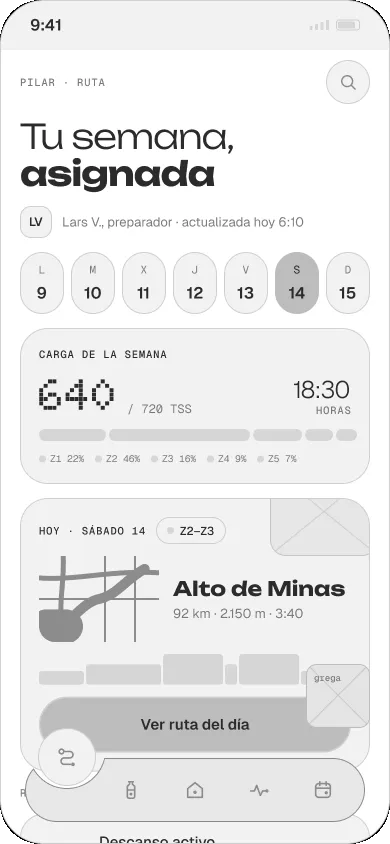 9:41
PILAR · RUTA
Tu semana,
asignada
LV
Lars V., preparador · actualizada hoy 6:10
L M X J V S D
9 10 11 12 13 14 15
CARGA DE LA SEMANA
640 / 720 TSS
18:30
HORAS
Z1 22% Z2 46% Z3 16% Z4 9% Z5 7%
HOY · SÁBADO 14
Z2–Z3
Alto de Minas
92 km · 2.150 m · 3:40
grega
Ver ruta del día
Descanso activo